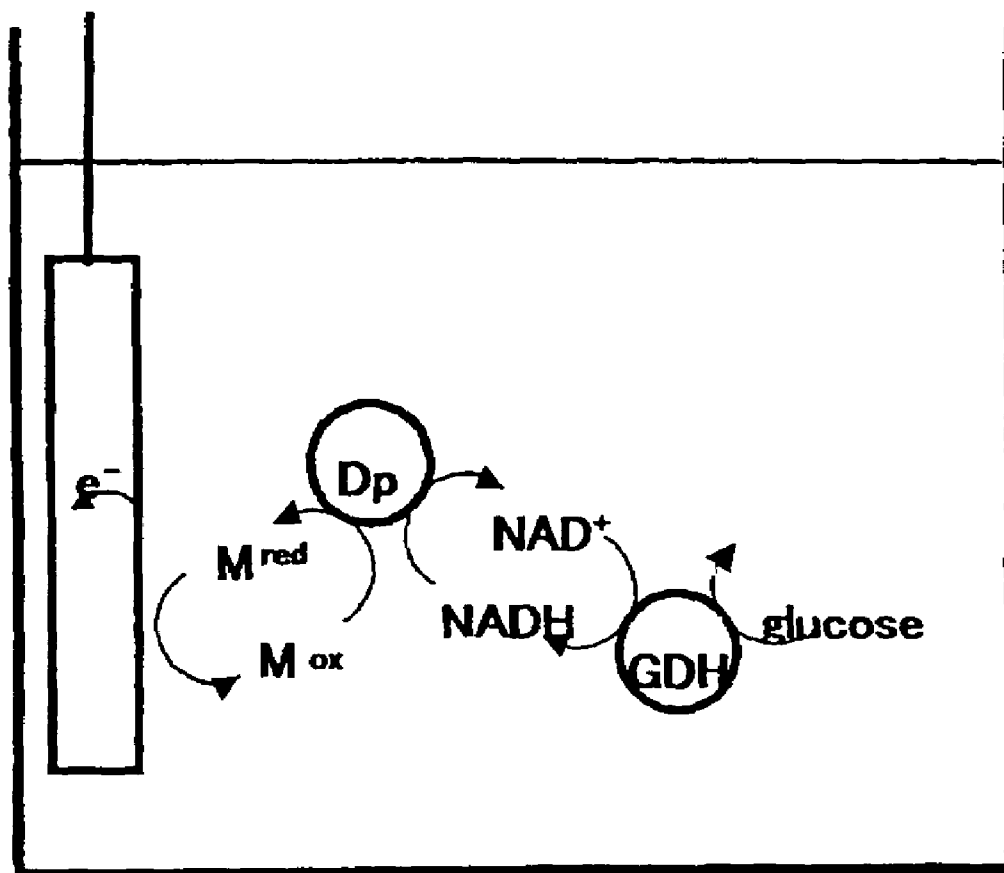 e⁻
Dp
NAD⁺
M red
NADH
glucose
M ox
GDH